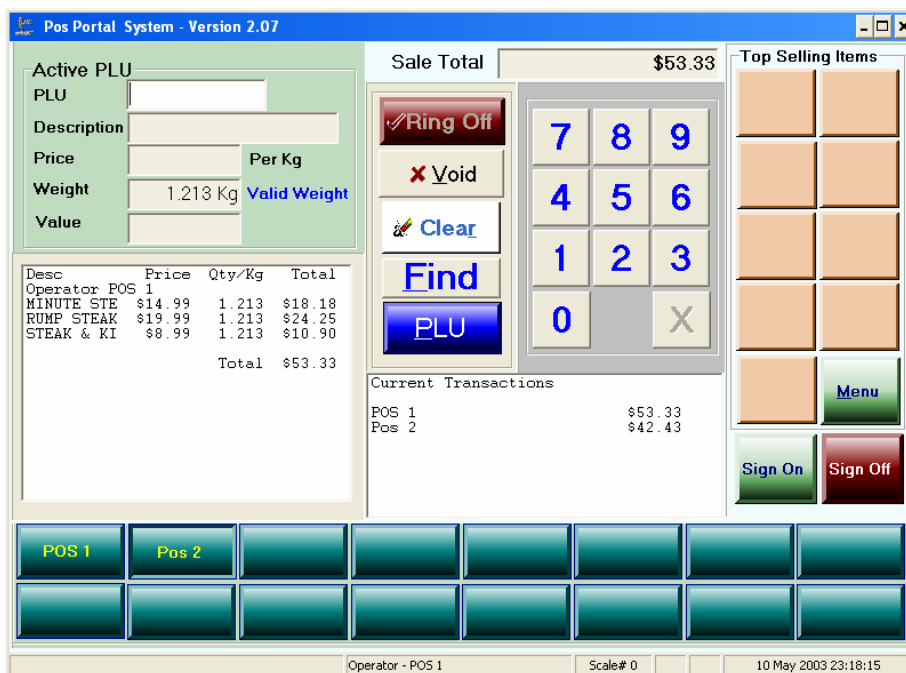 Pos Portal System - Version 2.07
Active PLU
PLU
Description
Price Per Kg
Weight 1.213 Kg Valid Weight
Value
Sale Total $53.33
Ring Off
Void
Clear
Find
PLU
7 8 9
4 5 6
1 2 3
0 X
Top Selling Items
Menu
Sign On Sign Off
Desc Price Qty/Kg Total
Operator POS 1
MINUTE STE $14.99 1.213 $18.18
RUMP STEAK $19.99 1.213 $24.25
STEAK & KI $8.99 1.213 $10.90
Total $53.33
Current Transactions
POS 1 $53.33
Pos 2 $42.43
POS 1 Pos 2
Operator - POS 1 Scale# 0 10 May 2003 23:18:15